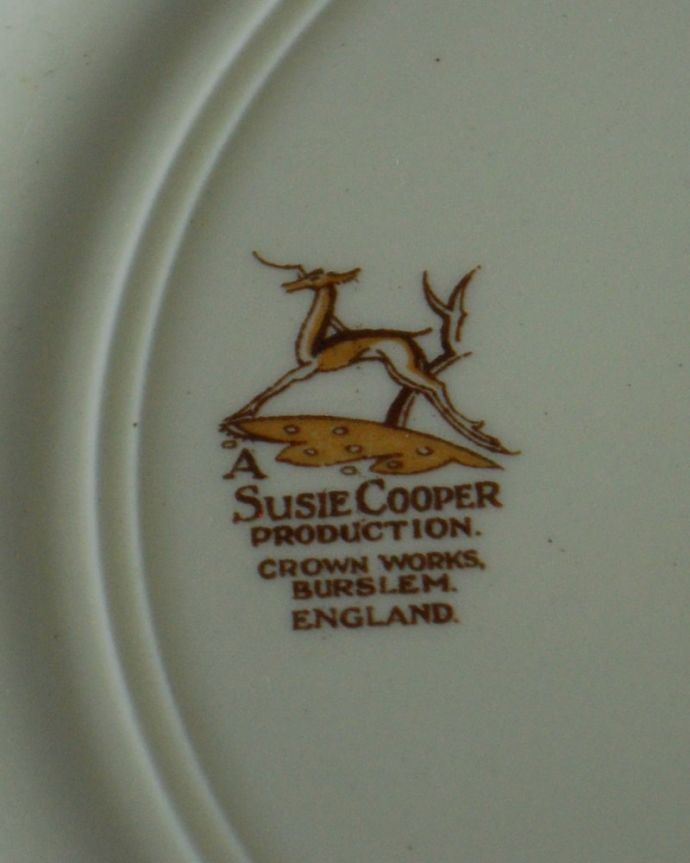 A
SUSIE COOPER
PRODUCTION.
CROWN WORKS,
BURSLEM.
ENGLAND.